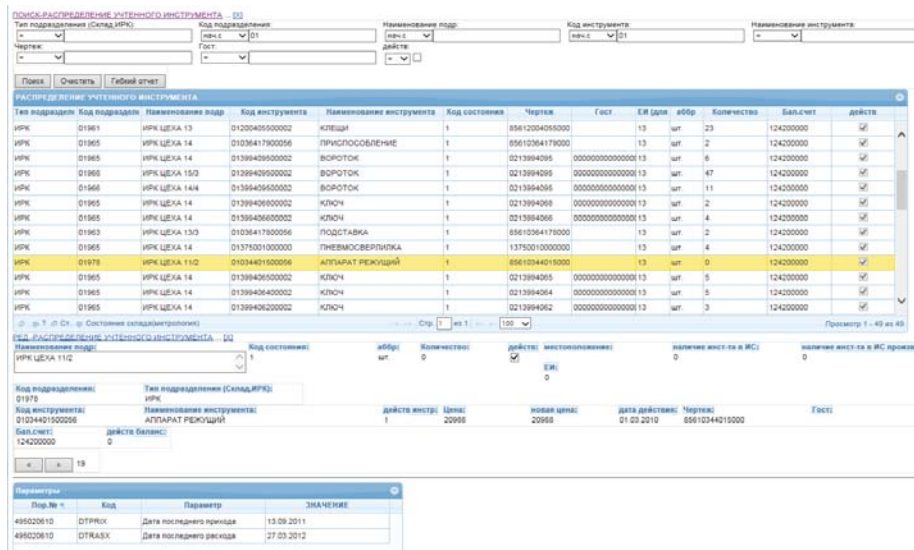 ПОИСК-РАСПРЕДЕЛЕНИЕ УЧТЕННОГО ИНСТРУМЕНТА ... [X]
Тип подразделения (Склад,ИРК) Код подразделения: Наименование подр: Код инструмента: Наименование инструмента:
= нач.с 01 нач.с нач.с 01 =
Чертеж: Гост: действ:
= = =
Поиск Очистить Гибкий отчет
РАСПРЕДЕЛЕНИЕ УЧТЕННОГО ИНСТРУМЕНТА
Тип подразделе Код подразделе Наименование подр Код инструмента Наименование инструмента Код состояния Чертеж Гост ЕИ (для аббр Количество Бал.счет действ
ИРК 01961 ИРК ЦЕХА 13 01200405500002 КЛЕЩИ 1 85612004055000 13 шт. 23 124200000
ИРК 01965 ИРК ЦЕХА 14 01036417900056 ПРИСПОСОБЛЕНИЕ 1 85610364179000 13 шт. 2 124200000
ИРК 01965 ИРК ЦЕХА 14 01399409500002 ВОРОТОК 1 0213994095 13 шт. 6 124200000
ИРК 01968 ИРК ЦЕХА 15/3 01399409500002 ВОРОТОК 1 0213994095 13 шт. 47 124200000
ИРК 01966 ИРК ЦЕХА 14/4 01399409500002 ВОРОТОК 1 0213994095 13 шт. 11 124200000
ИРК 01965 ИРК ЦЕХА 14 01399406800002 КЛЮЧ 1 0213994068 13 шт. 2 124200000
ИРК 01965 ИРК ЦЕХА 14 01399406600002 КЛЮЧ 1 0213994066 13 шт. 4 124200000
ИРК 01963 ИРК ЦЕХА 13/3 01036417600056 ПОДСТАВКА 1 85610364176000 13 шт. 2 124200000
ИРК 01965 ИРК ЦЕХА 14 01375001000000 ПНЕВМОСВЕРЛИЛКА 1 13750010000000 13 шт. 4 124200000
ИРК 01978 ИРК ЦЕХА 11/2 01034401500056 АППАРАТ РЕЖУЩИЙ 1 85610344015000 13 шт. 0 124200000
ИРК 01965 ИРК ЦЕХА 14 01399406500002 КЛЮЧ 1 0213994065 13 шт. 5 124200000
ИРК 01965 ИРК ЦЕХА 14 01399406400002 КЛЮЧ 1 0213994064 13 шт. 5 124200000
ИРК 01965 ИРК ЦЕХА 14 01399406200002 КЛЮЧ 1 0213994062 13 шт. 3 124200000
? Ст. Состояние склада(метрология) Стр. 1 из 1 100 Просмотр 1 - 49 из 49
РЕД.-РАСПРЕДЕЛЕНИЕ УЧТЕННОГО ИНСТРУМЕНТА ... [X]
Наименование подр: Код состояния: аббр: Количество: действ: местоположение: наличие инст-та в ИС: наличие инст-та в ИС произв
ИРК ЦЕХА 11/2 1 шт. 0 0 0
ЕИ:
0
Код подразделения: Тип подразделения (Склад,ИРК):
01978 ИРК
Код инструмента: Наименование инструмента: действ инстр: Цена: новая цена: дата действия: Чертеж: Гост:
01034401500056 АППАРАТ РЕЖУЩИЙ 1 20988 20988 01.03.2010 85610344015000
Бал.счет: действ баланс:
124200000 0
< > 19
Параметры
Пор.№ Код Параметр ЗНАЧЕНИЕ
495020610 DTPRIX Дата последнего прихода 13.09.2011
495020610 DTRASX Дата последнего расхода 27.03.2012